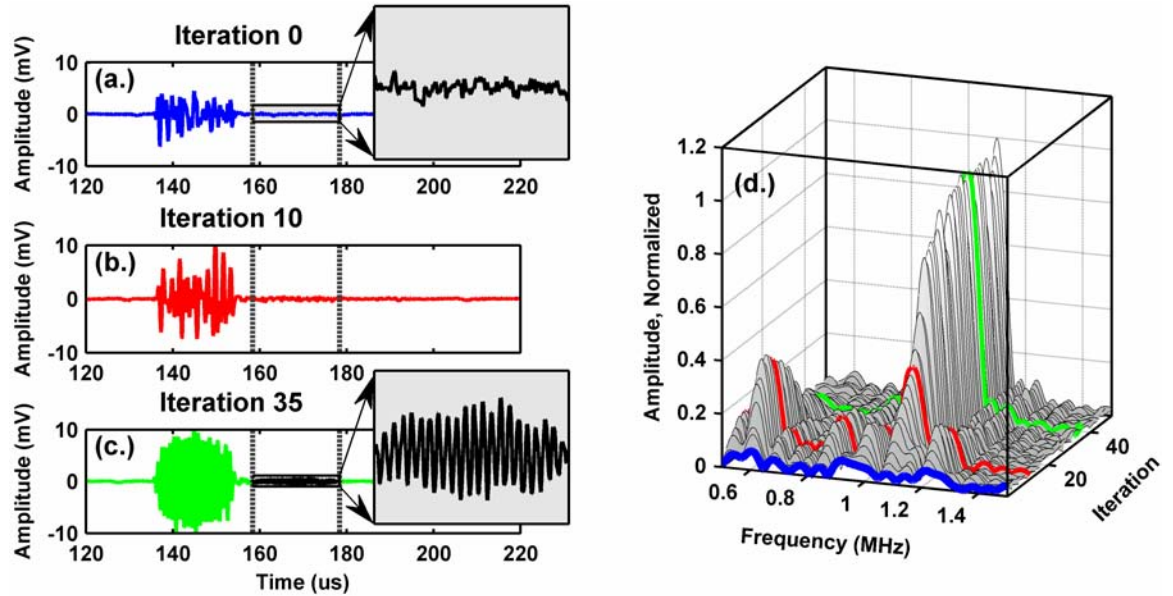 Iteration 0
Amplitude (mV)
10
0
-10
(a.)
120 140 160 180 200 220
Iteration 10
Amplitude (mV)
10
0
-10
(b.)
120 140 160 180 200 220
Iteration 35
Amplitude (mV)
10
0
-10
(c.)
120 140 160 180 200 220
Time (us)
(d.)
Amplitude, Normalized
1.2
1
0.8
0.6
0.4
0.2
0
0.6 0.8 1 1.2 1.4
Frequency (MHz)
20 40
Iteration